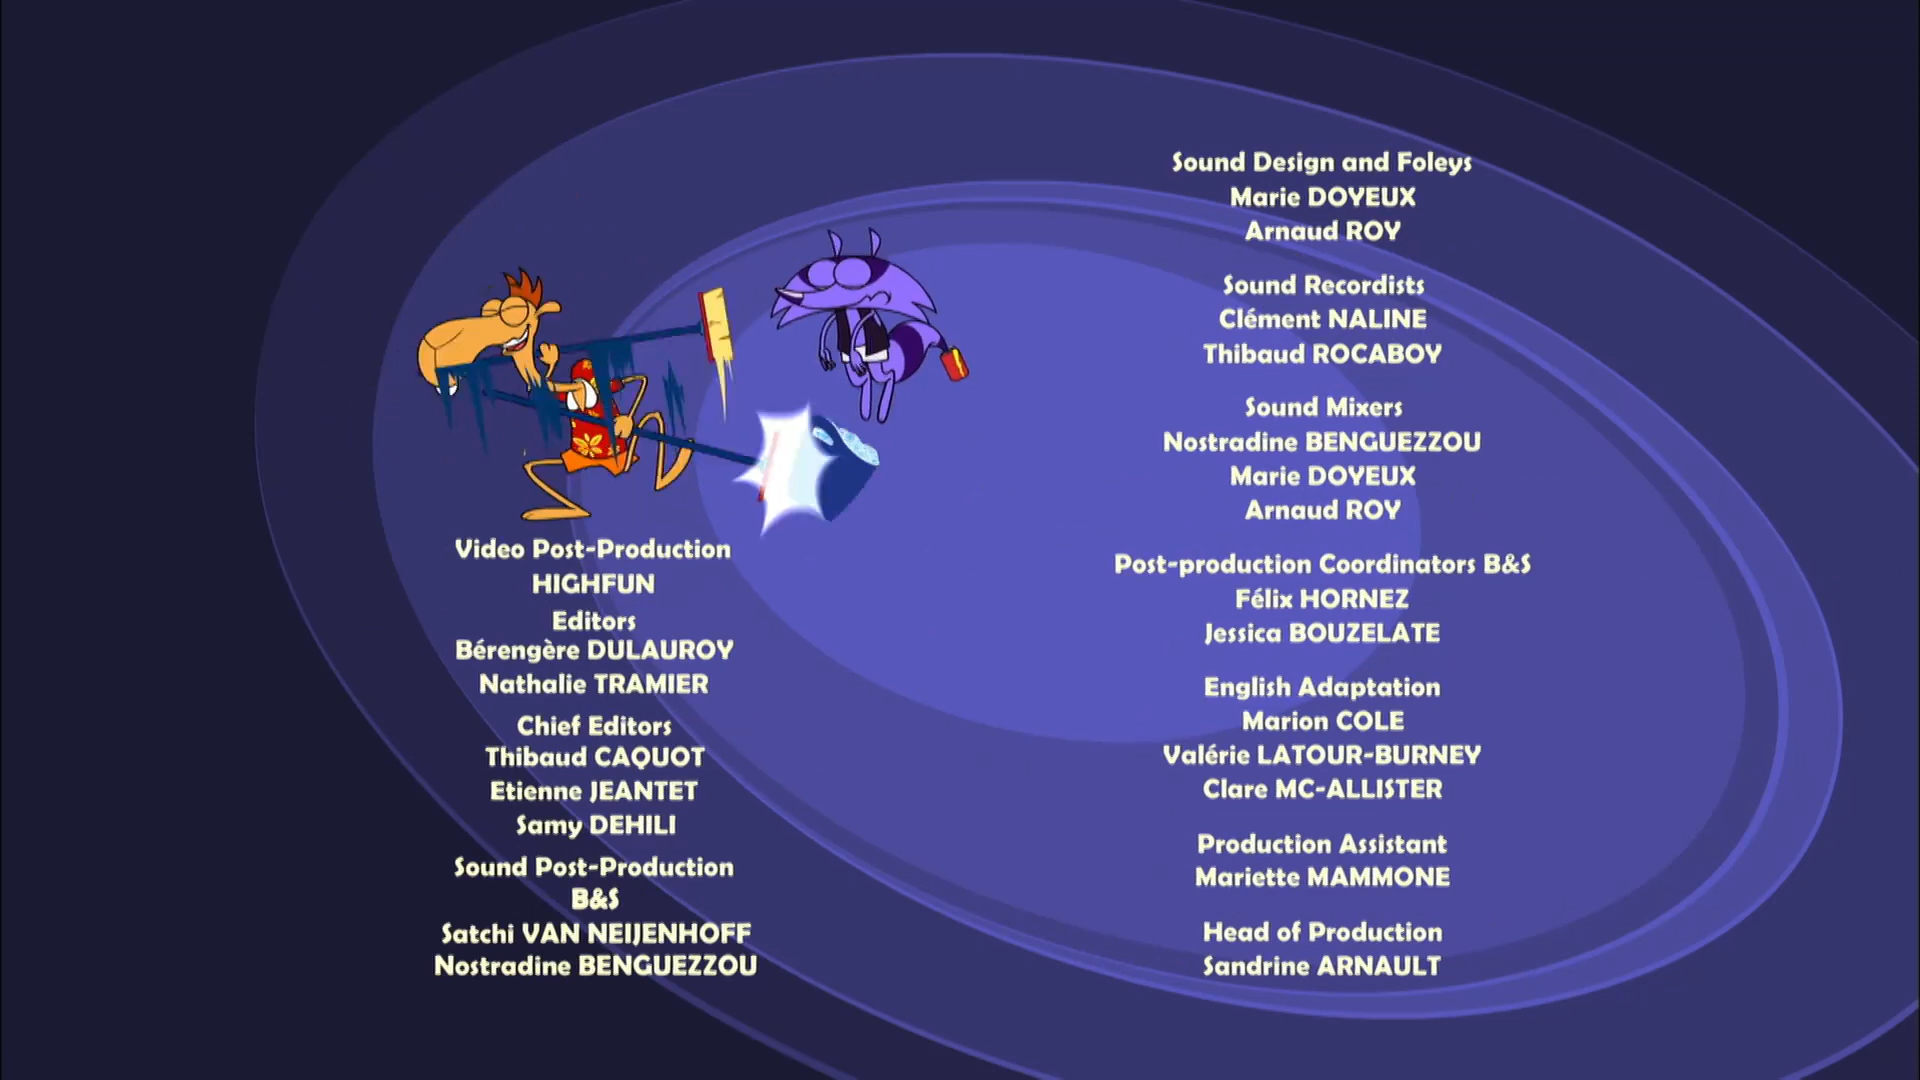 Video Post-Production
HIGHFUN
Editors
Bérengère DULAUROY
Nathalie TRAMIER
Chief Editors
Thibaud CAQUOT
Etienne JEANTET
Samy DEHILI
Sound Post-Production
B&S
Satchi VAN NEIJENHOFF
Nostradine BENGUEZZOU
Sound Design and Foleys
Marie DOYEUX
Arnaud ROY
Sound Recordists
Clément NALINE
Thibaud ROCABOY
Sound Mixers
Nostradine BENGUEZZOU
Marie DOYEUX
Arnaud ROY
Post-production Coordinators B&S
Félix HORNEZ
Jessica BOUZELATE
English Adaptation
Marion COLE
Valérie LATOUR-BURNEY
Clare MC-ALLISTER
Production Assistant
Mariette MAMMONE
Head of Production
Sandrine ARNAULT